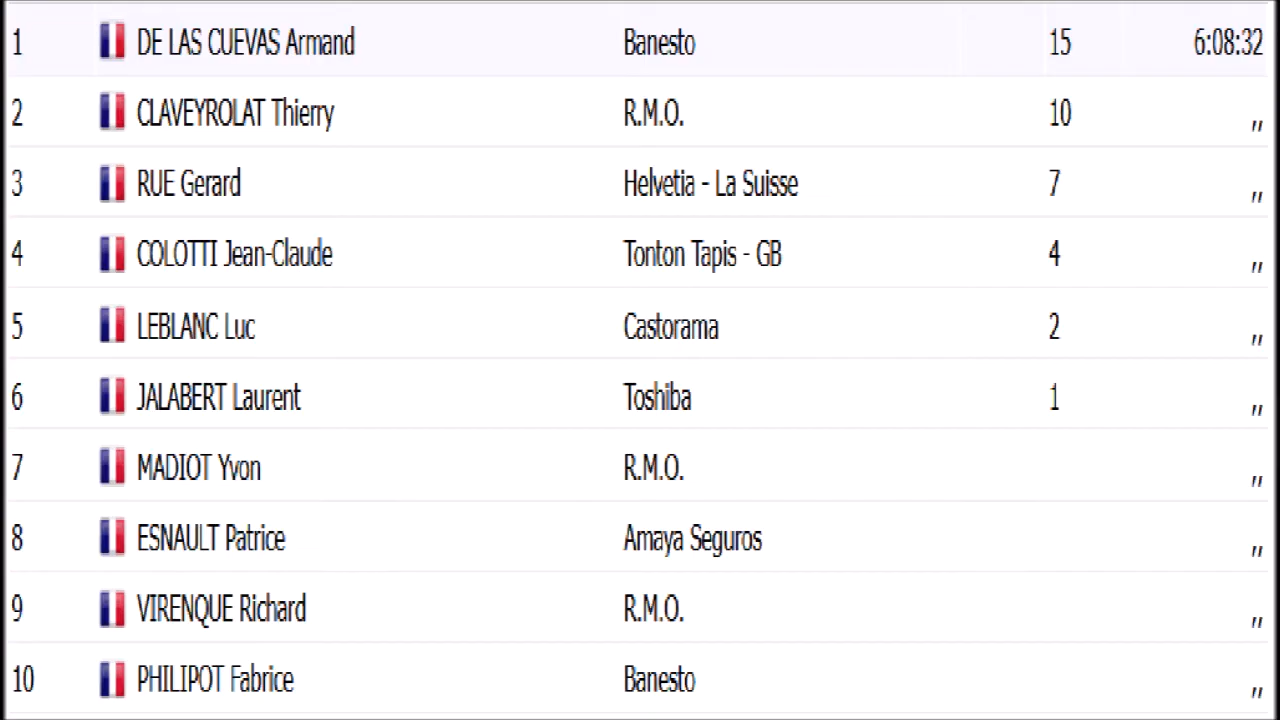 1 DE LAS CUEVAS Armand Banesto 15 6:08:32
2 CLAVEYROLAT Thierry R.M.O. 10 ,,
3 RUE Gerard Helvetia - La Suisse 7 ,,
4 COLOTTI Jean-Claude Tonton Tapis - GB 4 ,,
5 LEBLANC Luc Castorama 2 ,,
6 JALABERT Laurent Toshiba 1 ,,
7 MADIOT Yvon R.M.O. ,,
8 ESNAULT Patrice Amaya Seguros ,,
9 VIRENQUE Richard R.M.O. ,,
10 PHILIPOT Fabrice Banesto ,,